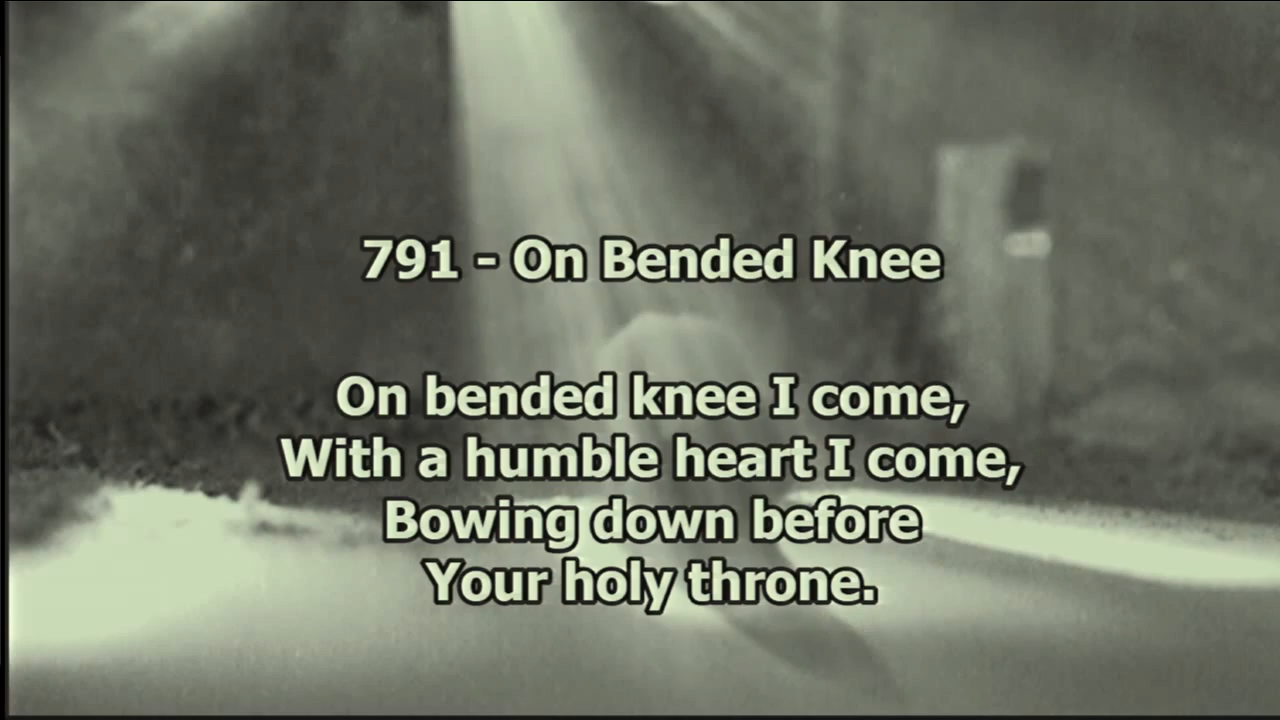 791 - On Bended Knee
On bended knee I come,
With a humble heart I come,
Bowing down before
Your holy throne.